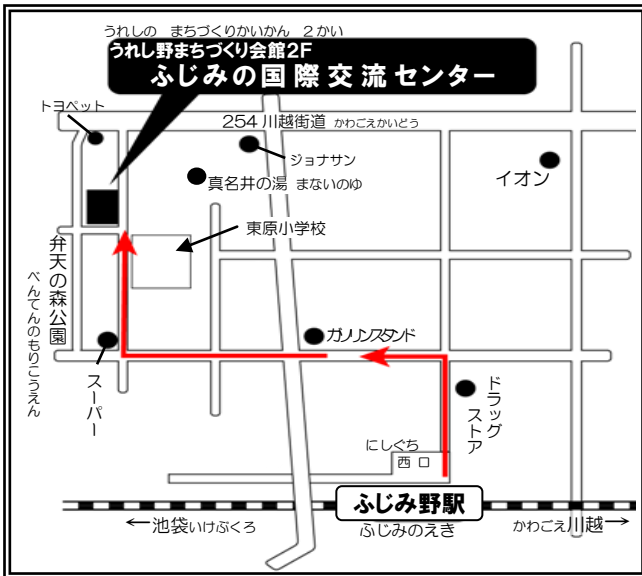 うれしの まちづくりかいかん 2かい
うれし野まちづくり会館2F
ふじみの国際交流センター
トヨペット
254 川越街道 かわごえかいどう
ジョナサン
真名井の湯 まないのゆ
イオン
東原小学校
弁天の森公園
べんてんのもりこうえん
ガソリンスタンド
スーパー
ドラッグ
ストア
にしぐち
西口
ふじみ野駅
ふじみのえき
←池袋いけぶくろ
かわごえ川越→